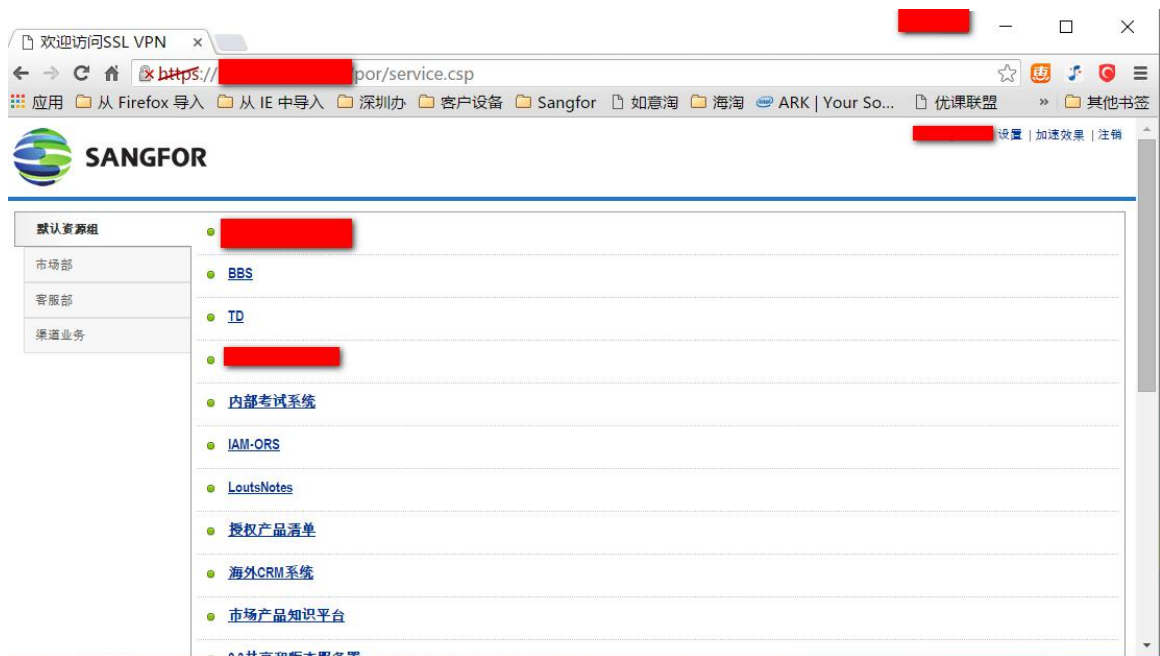 欢迎访问SSL VPN
https:// /por/service.csp
应用 从 Firefox 导入 从 IE 中导入 深圳办 客户设备 Sangfor 如意淘 海淘 ARK | Your So... 优课联盟 » 其他书签
设置 | 加速效果 | 注销
SANGFOR
默认资源组
市场部
客服部
渠道业务
BBS
TD
内部考试系统
IAM-ORS
LoutsNotes
授权产品清单
海外CRM系统
市场产品知识平台